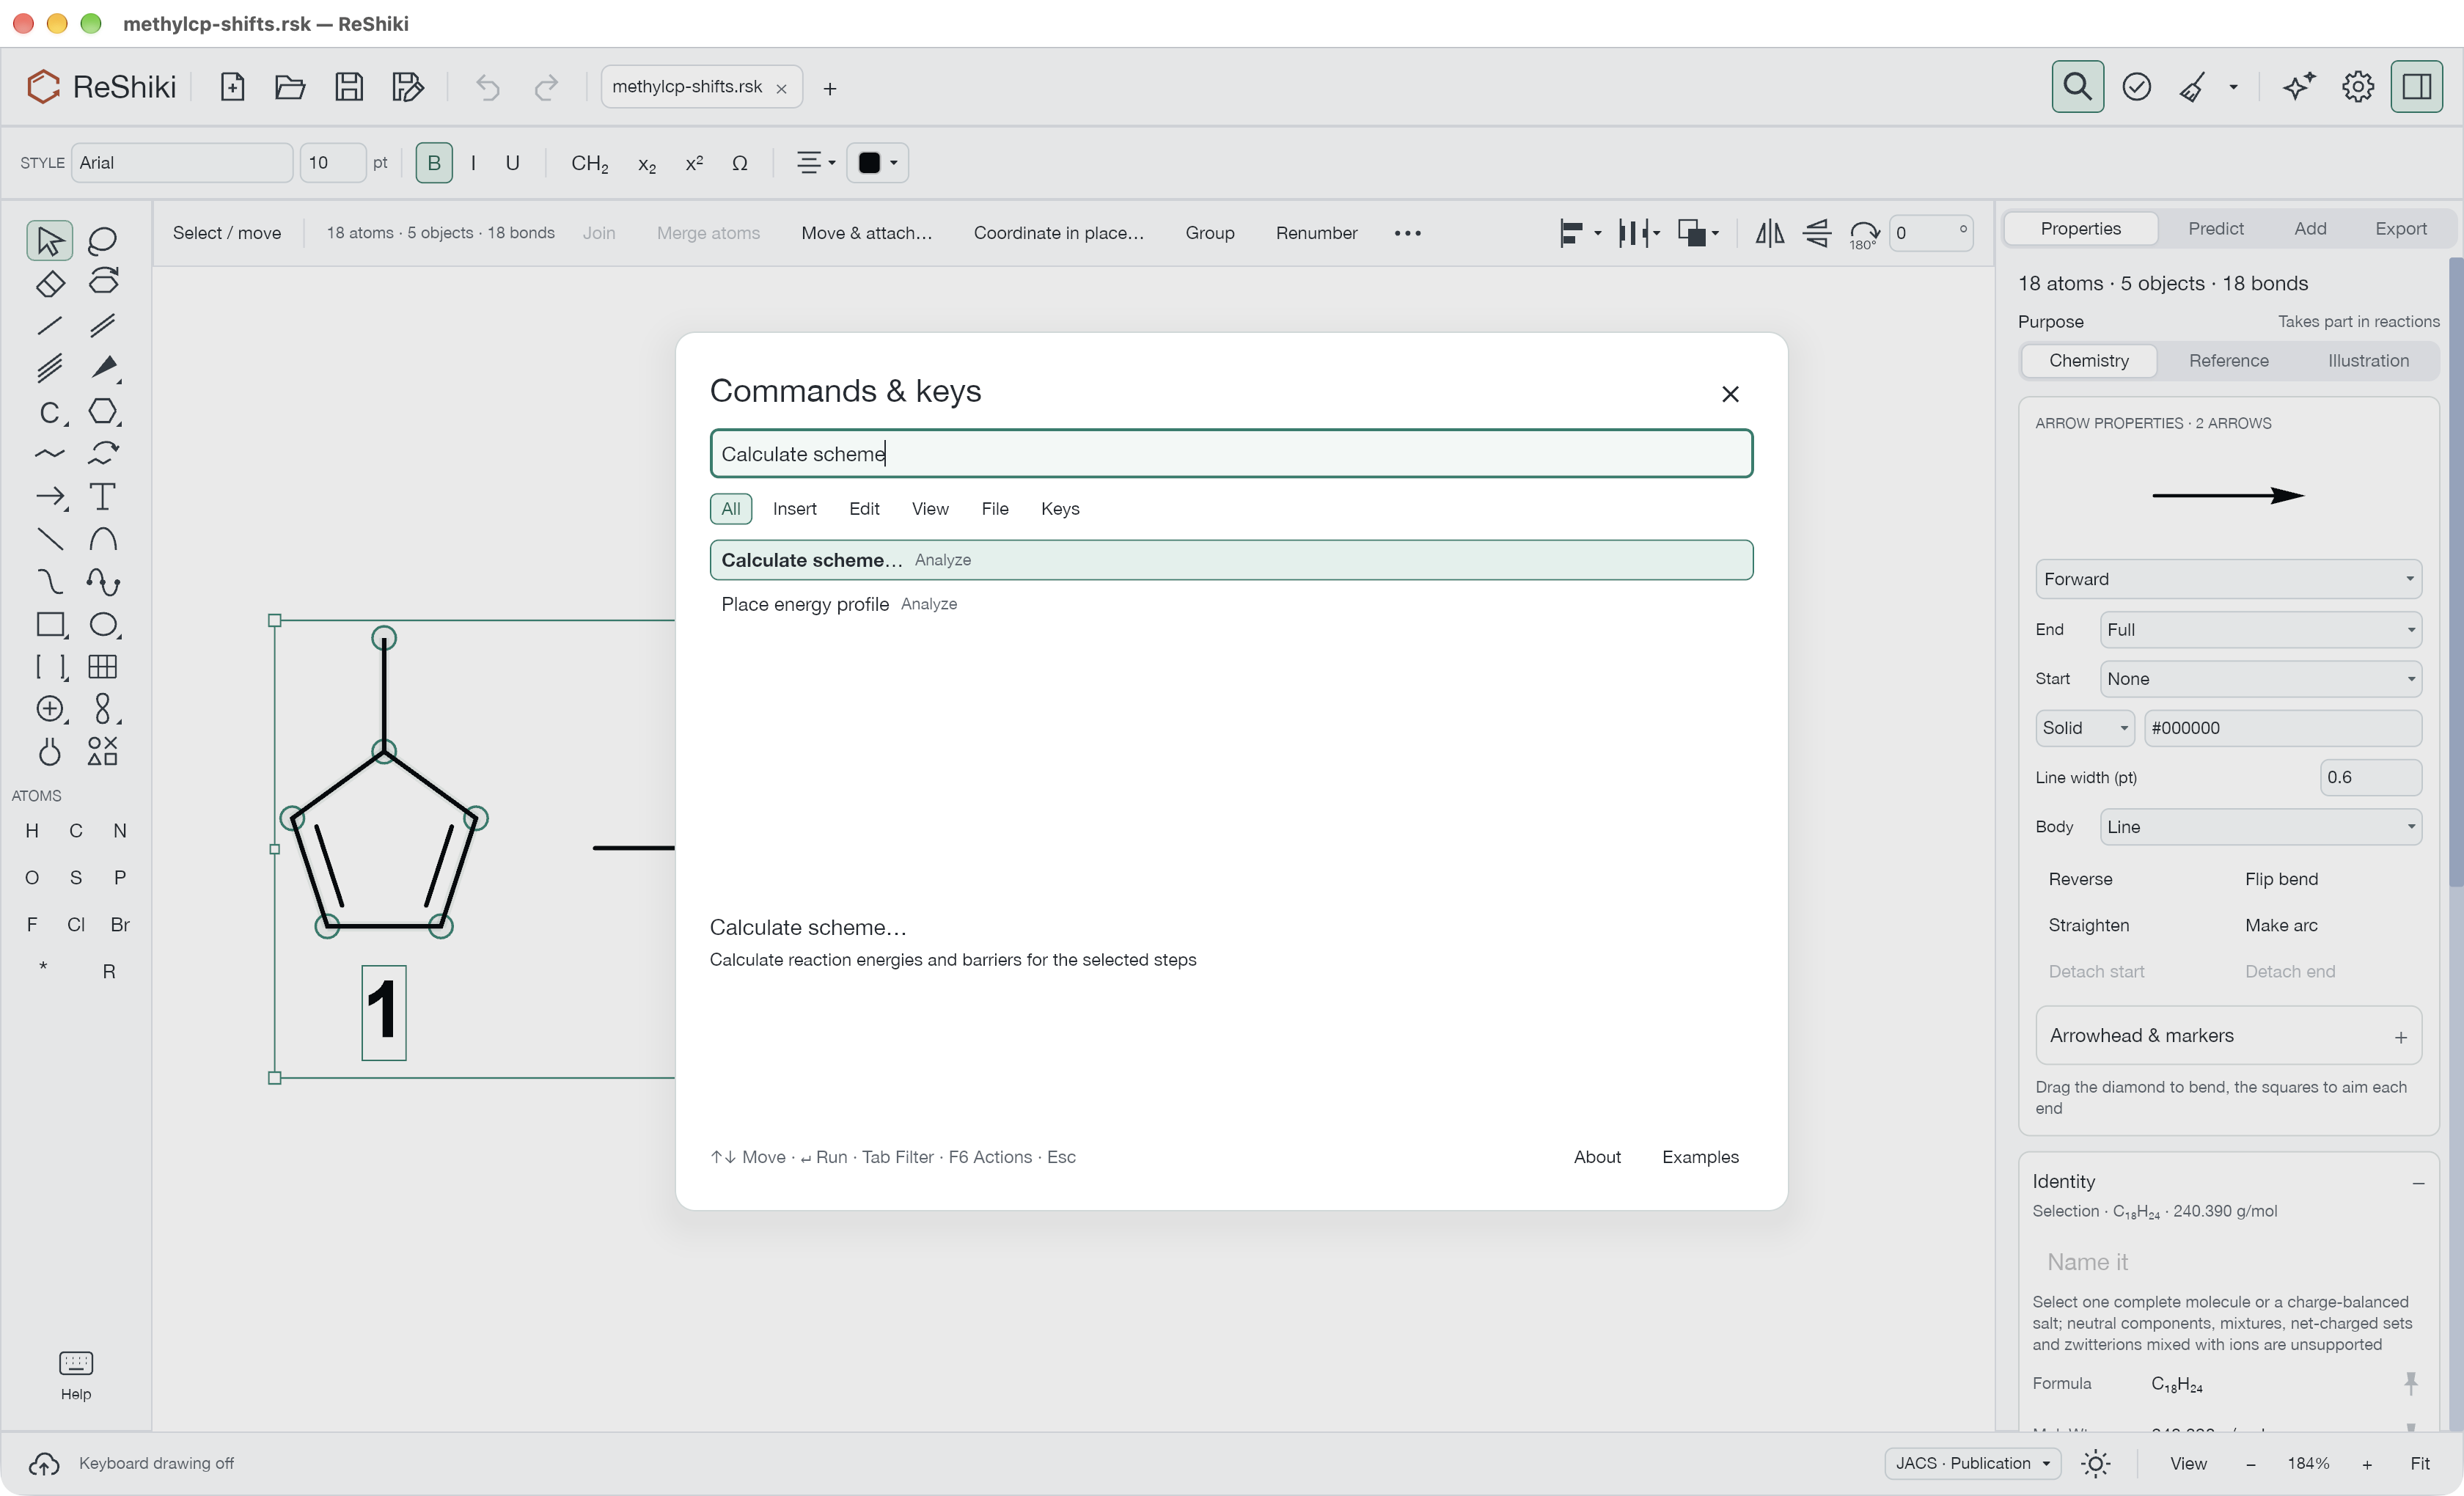 methylcp-shifts.rsk — ReShiki
ReShiki
methylcp-shifts.rsk × +
STYLE Arial 10 pt B I U CH₂ x₂ x² Ω
Select / move 18 atoms · 5 objects · 18 bonds Join Merge atoms Move & attach... Coordinate in place... Group Renumber ••• 180° 0 °
Properties Predict Add Export
18 atoms · 5 objects · 18 bonds
Purpose Takes part in reactions
Chemistry Reference Illustration
ARROW PROPERTIES · 2 ARROWS
Forward
End Full
Start None
Solid #000000
Line width (pt) 0.6
Body Line
Reverse Flip bend
Straighten Make arc
Detach start Detach end
Arrowhead & markers +
Drag the diamond to bend, the squares to aim each
end
Identity –
Selection · C₁₈H₂₄ · 240.390 g/mol
Name it
Select one complete molecule or a charge-balanced
salt; neutral components, mixtures, net-charged sets
and zwitterions mixed with ions are unsupported
Formula C₁₈H₂₄
Commands & keys
Calculate scheme
All Insert Edit View File Keys
Calculate scheme... Analyze
Place energy profile Analyze
Calculate scheme...
Calculate reaction energies and barriers for the selected steps
↑↓ Move · ↵ Run · Tab Filter · F6 Actions · Esc
About Examples
C
T
ATOMS
H C N
O S P
F Cl Br
* R
1
Help
Keyboard drawing off
JACS · Publication View – 184% + Fit